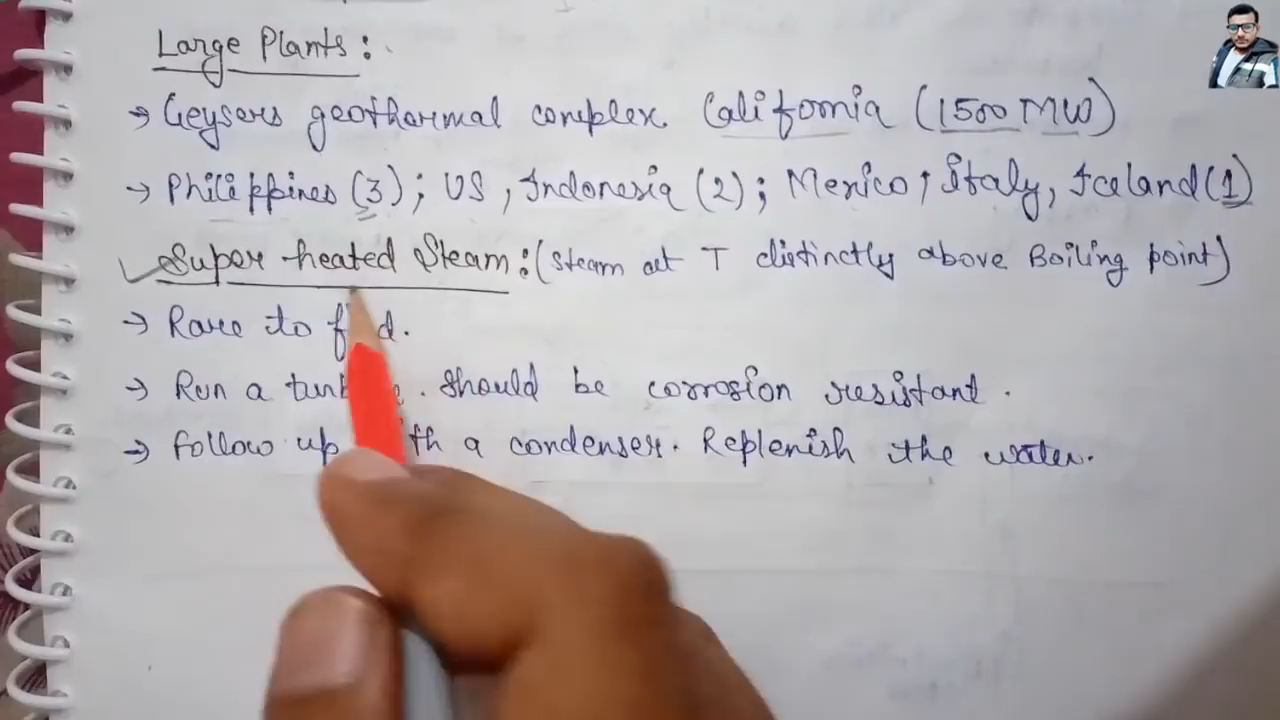 Large Plants:
→ Geysers geothermal complex. California (1500 MW)
→ Philippines (3); US, Indonesia (2); Mexico, Italy, Iceland (1)
Super heated Steam: (Steam at T distinctly above Boiling point)
→ Rare to
→ Run a . Should be corrosion resistant.
→ Follow up a condenser. Replenish the water.